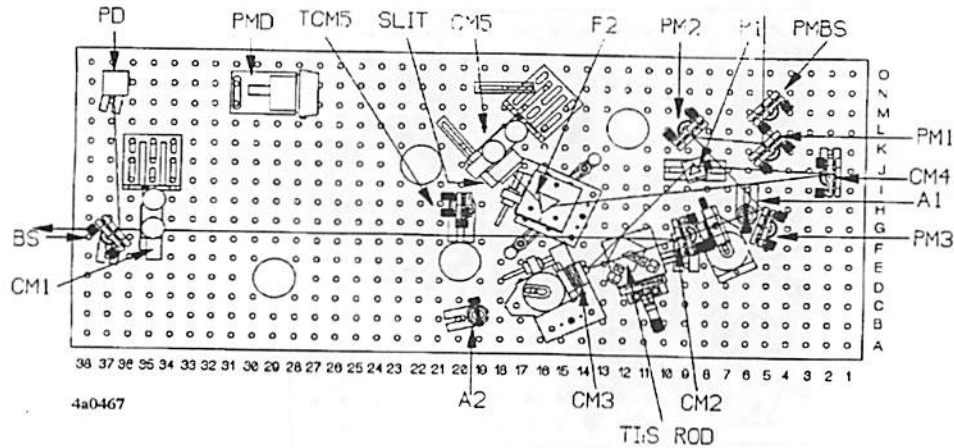 PD PMD TCM5 SLIT CM5 F2 PM2 P1 PMBS
O
N
M
L
K
J
I
H
G
F
E
D
C
B
A
PM1
CM4
A1
PM3
BS
CM1
38 37 36 35 34 33 32 31 30 29 28 27 26 25 24 23 22 21 20 19 18 17 16 15 14 13 12 11 10 9 8 7 6 5 4 3 2 1
4a0467
A2 CM3 CM2
ROD